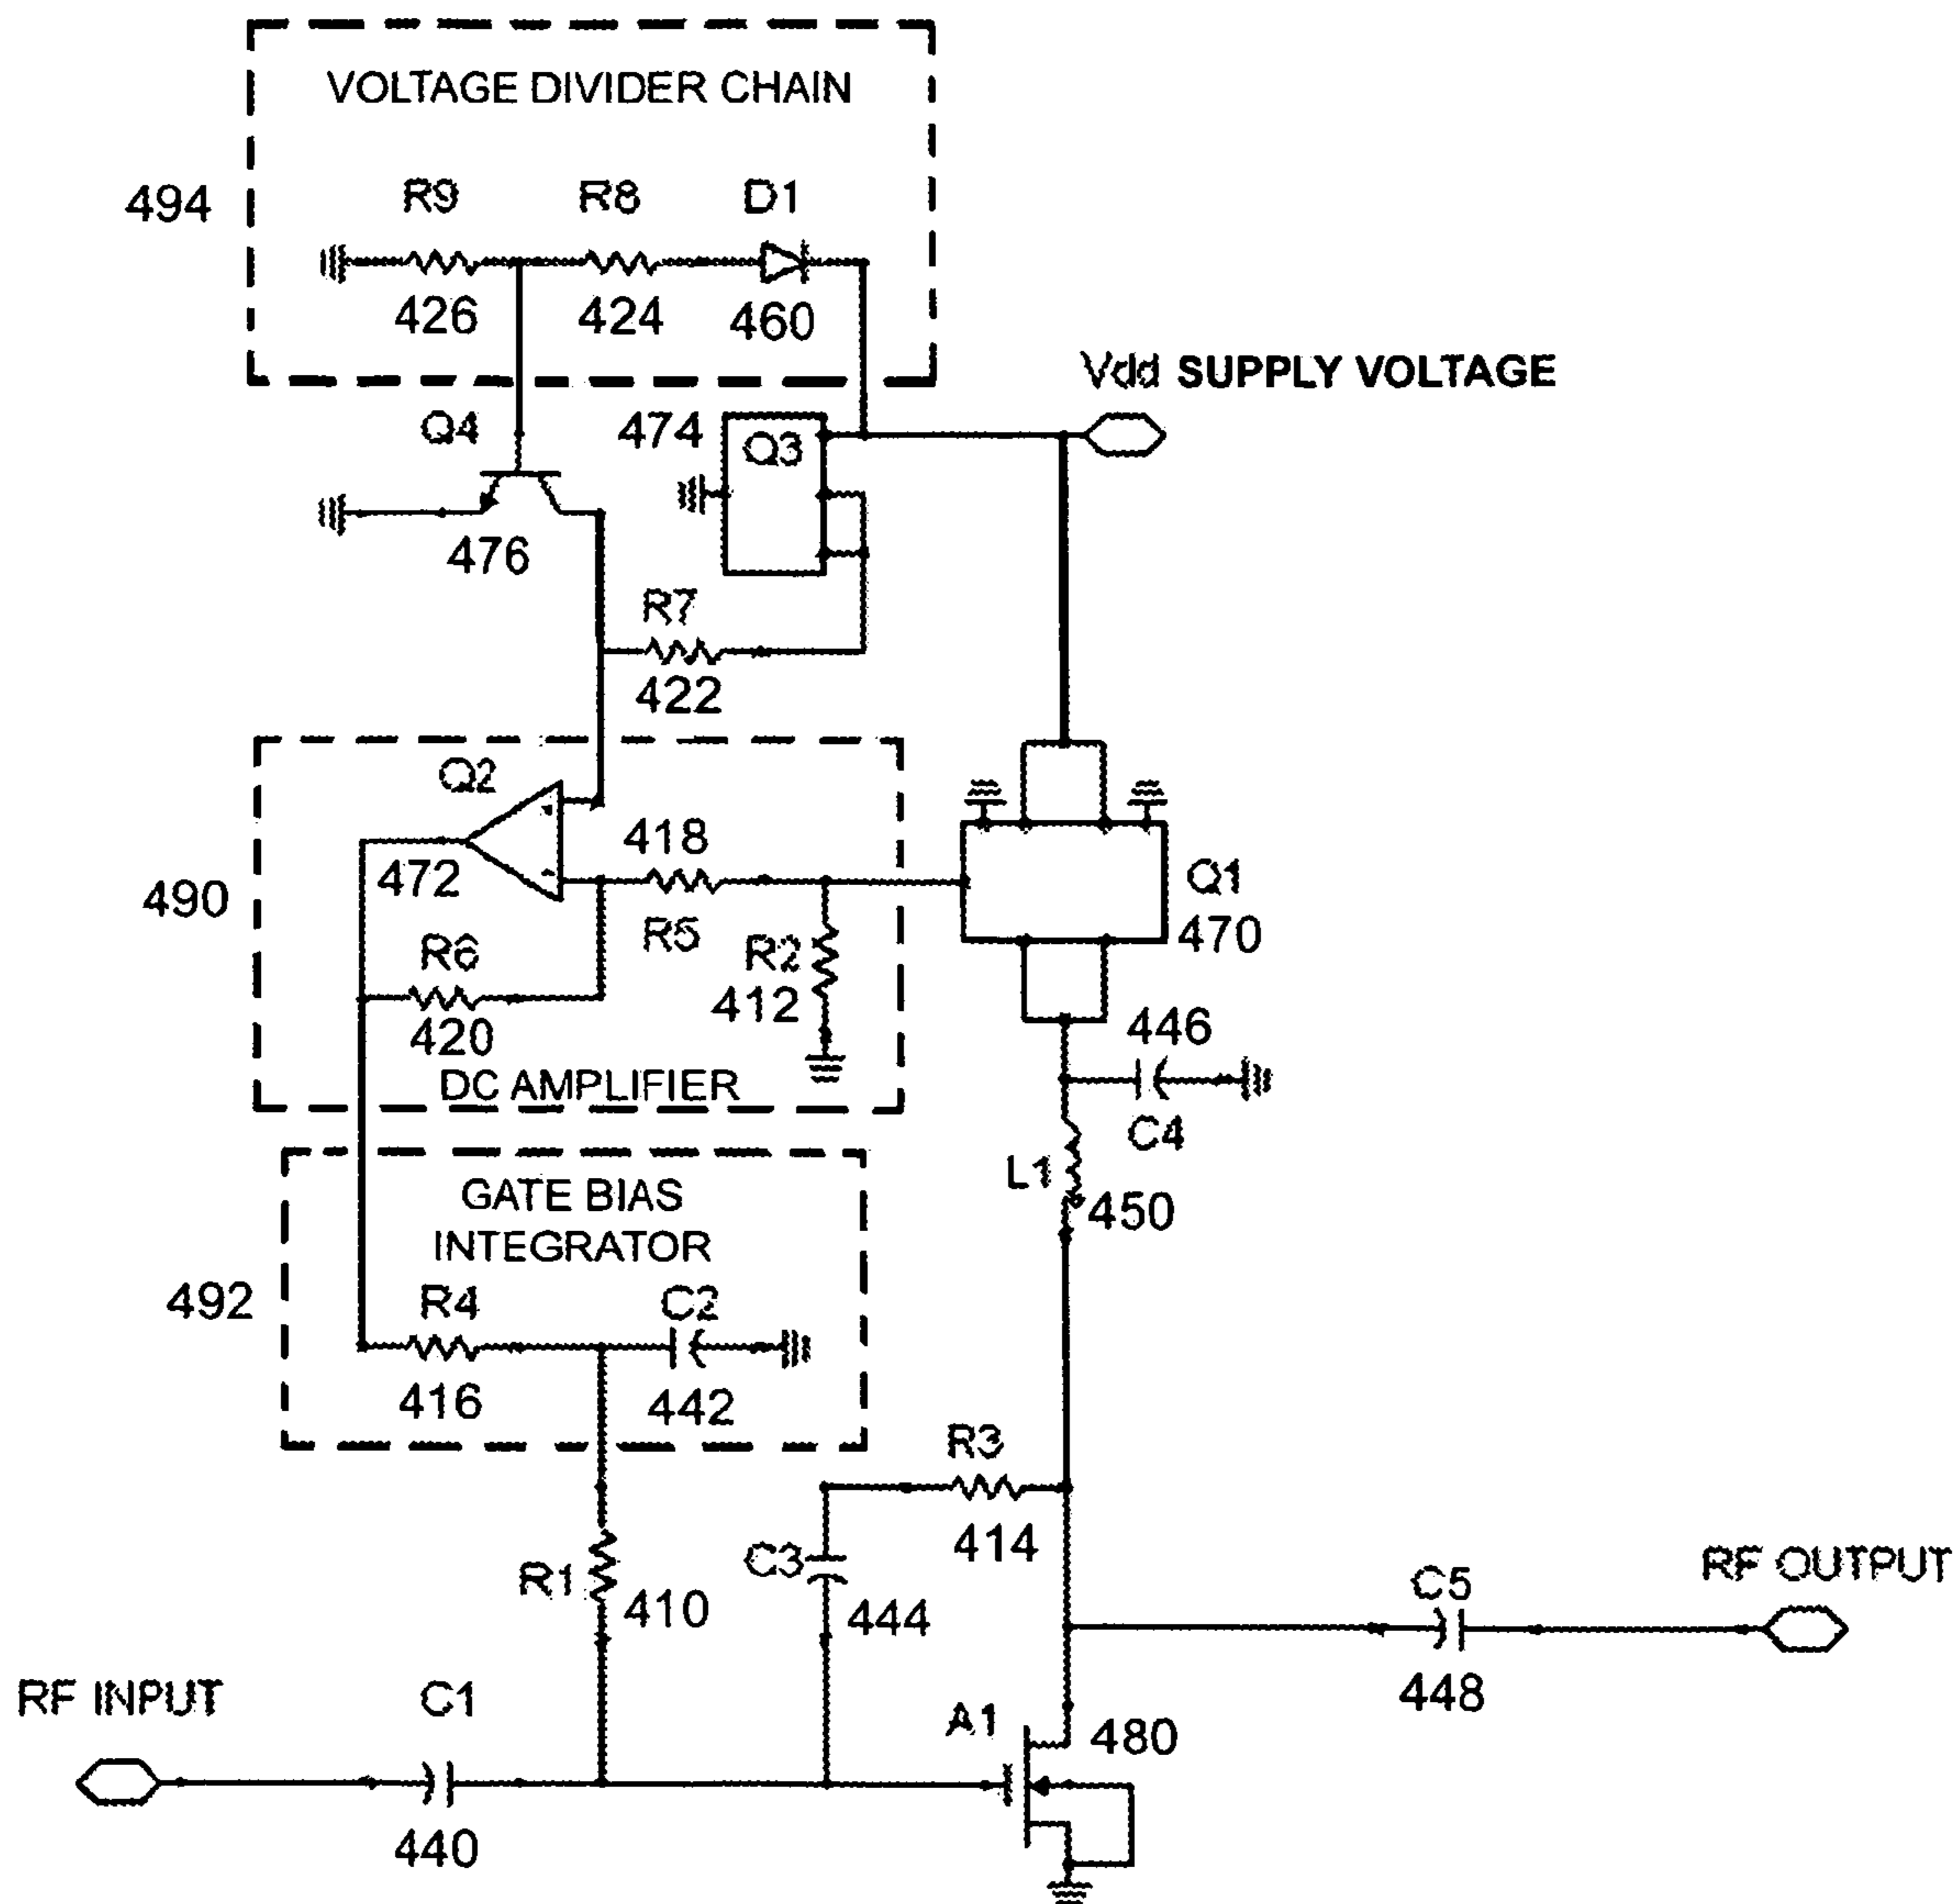 VOLTAGE DIVIDER CHAIN
494
R9 R8 D1
426 424 460
Vdd SUPPLY VOLTAGE
Q4 474 Q3
476
R7
422
Q2
472 418
490
R5
Q1
470
R6 R2
420 412
446
DC AMPLIFIER
C4
L1
450
GATE BIAS
INTEGRATOR
492
R4 C2
416 442
R3
414
R1 410
C3
444
C5
448
RF OUTPUT
RF INPUT
C1
440
A1 480